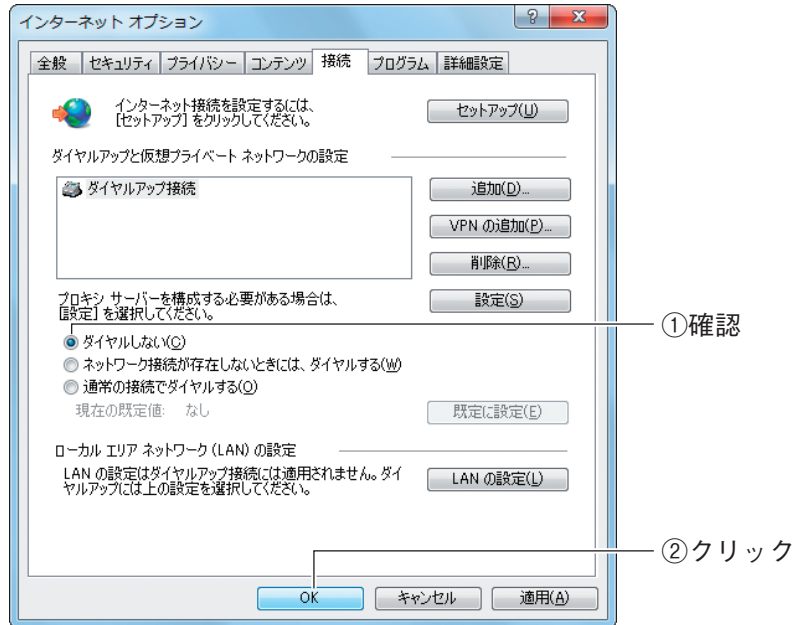 インターネット オプション
全般 セキュリティ プライバシー コンテンツ 接続 プログラム 詳細設定
インターネット接続を設定するには、
[セットアップ] をクリックしてください。
セットアップ(U)
ダイヤルアップと仮想プライベート ネットワークの設定
ダイヤルアップ接続
追加(D)...
VPN の追加(P)...
削除(R)...
プロキシ サーバーを構成する必要がある場合は、
[設定] を選択してください。
設定(S)
ダイヤルしない(C)
ネットワーク接続が存在しないときには、ダイヤルする(W)
通常の接続でダイヤルする(O)
現在の既定値: なし
既定に設定(E)
ローカル エリア ネットワーク (LAN) の設定
LAN の設定はダイヤルアップ接続には適用されません。ダイ
ヤルアップには上の設定を選択してください。
LAN の設定(L)
OK キャンセル 適用(A)
①確認
②クリック